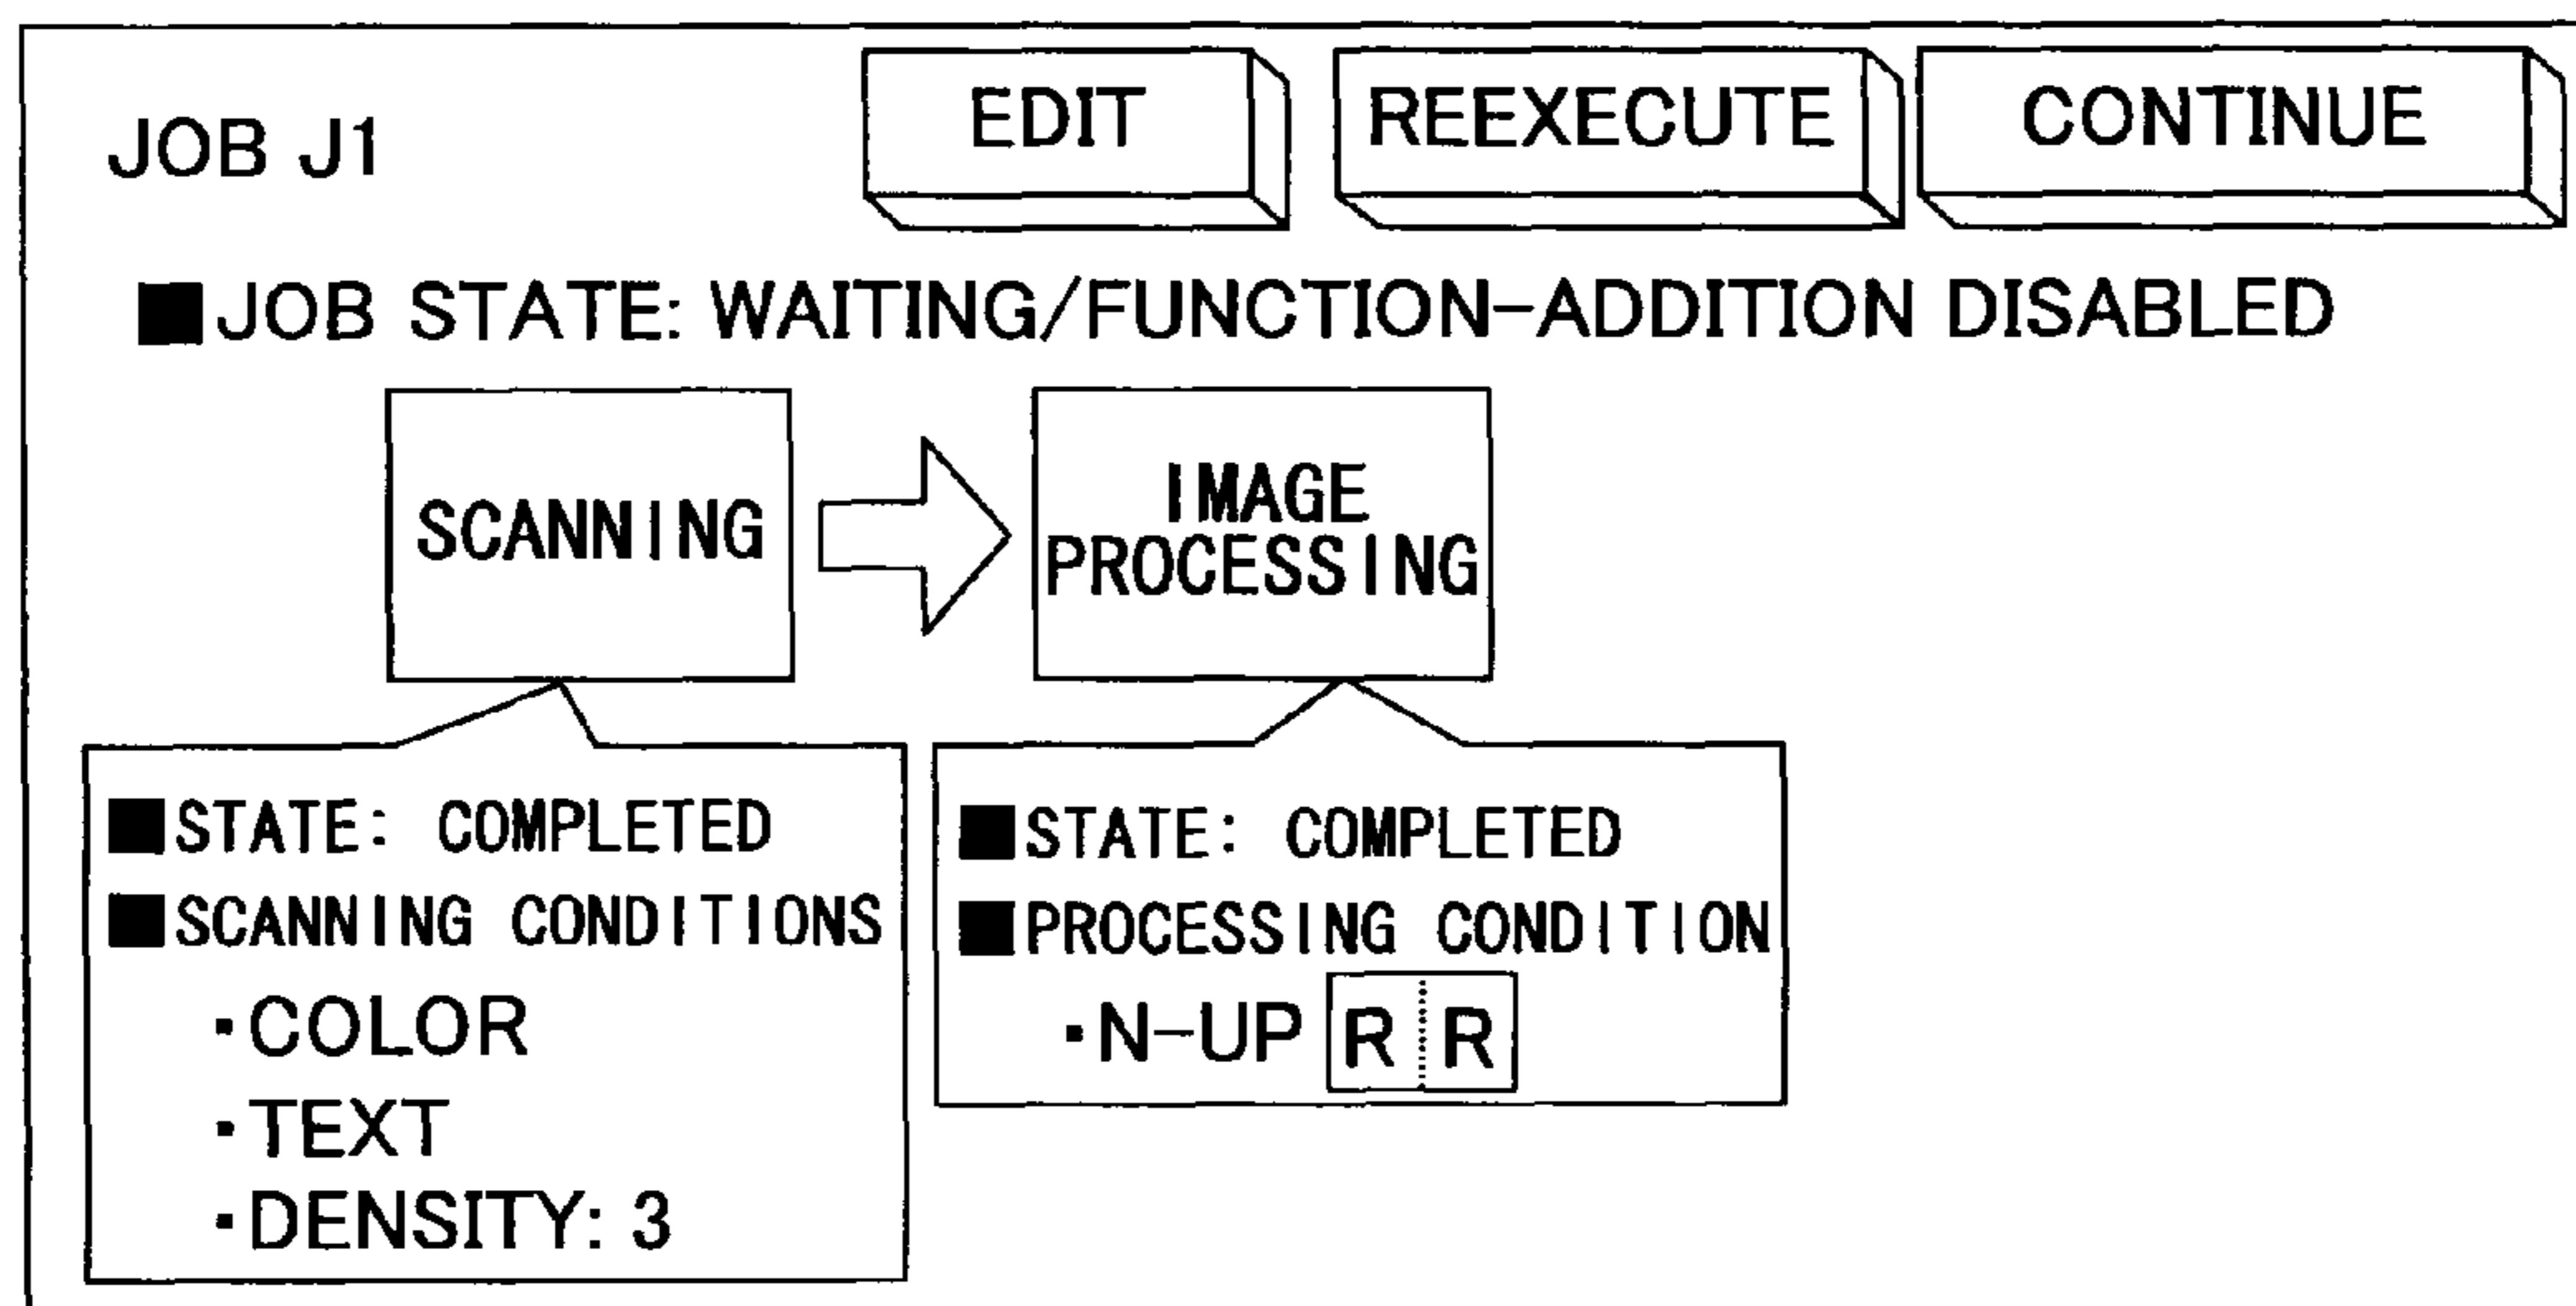 JOB J1
EDIT
REEXECUTE
CONTINUE
■JOB STATE: WAITING/FUNCTION-ADDITION DISABLED
SCANNING
IMAGE
PROCESSING
■STATE: COMPLETED
■SCANNING CONDITIONS
・COLOR
・TEXT
・DENSITY: 3
■STATE: COMPLETED
■PROCESSING CONDITION
・N-UP R R